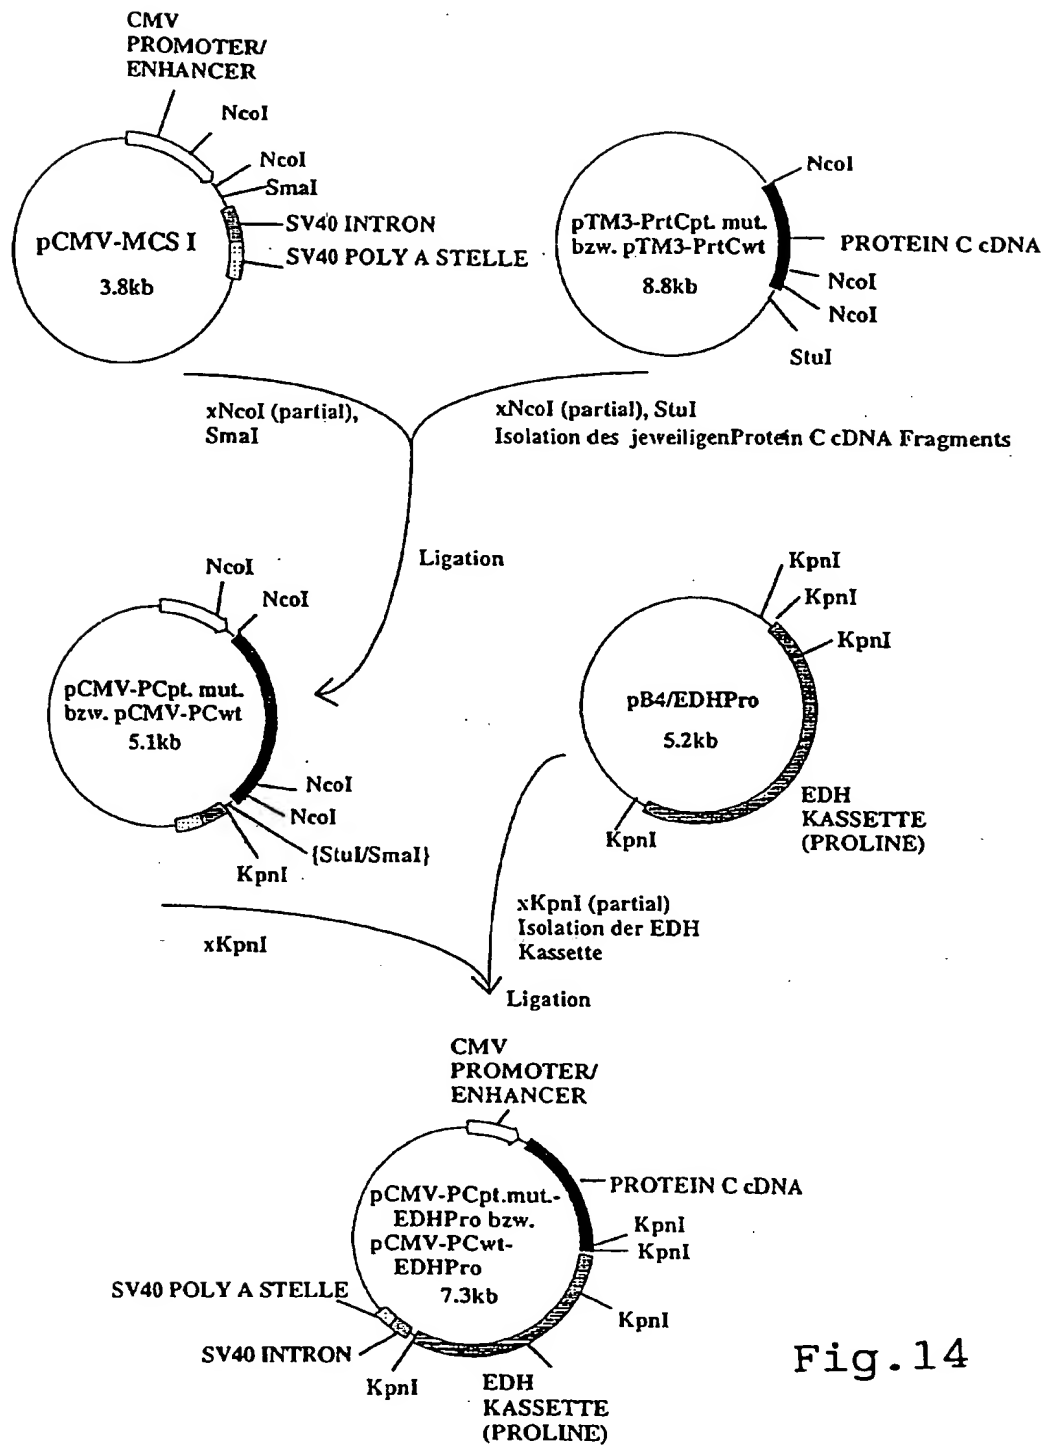 CMV
PROMOTER/
ENHANCER
NcoI
NcoI
SmaI
SV40 INTRON
SV40 POLY A STELLE
pCMV-MCS I
3.8kb
NcoI
pTM3-PrtCpt. mut.
bzw. pTM3-PrtCwt
8.8kb
PROTEIN C cDNA
NcoI
NcoI
StuI
xNcoI (partial),
SmaI
xNcoI (partial), StuI
Isolation des jeweiligenProtein C cDNA Fragments
Ligation
NcoI
NcoI
pCMV-PCpt. mut.
bzw. pCMV-PCwt
5.1kb
NcoI
NcoI
{StuI/SmaI}
KpnI
KpnI
KpnI
KpnI
pB4/EDHPro
5.2kb
EDH
KASSETTE
(PROLINE)
KpnI
xKpnI
xKpnI (partial)
Isolation der EDH
Kassette
Ligation
CMV
PROMOTER/
ENHANCER
PROTEIN C cDNA
pCMV-PCpt.mut.-
EDHPro bzw.
pCMV-PCwt-
EDHPro
7.3kb
KpnI
KpnI
KpnI
SV40 POLY A STELLE
SV40 INTRON
KpnI
EDH
KASSETTE
(PROLINE)
Fig.14